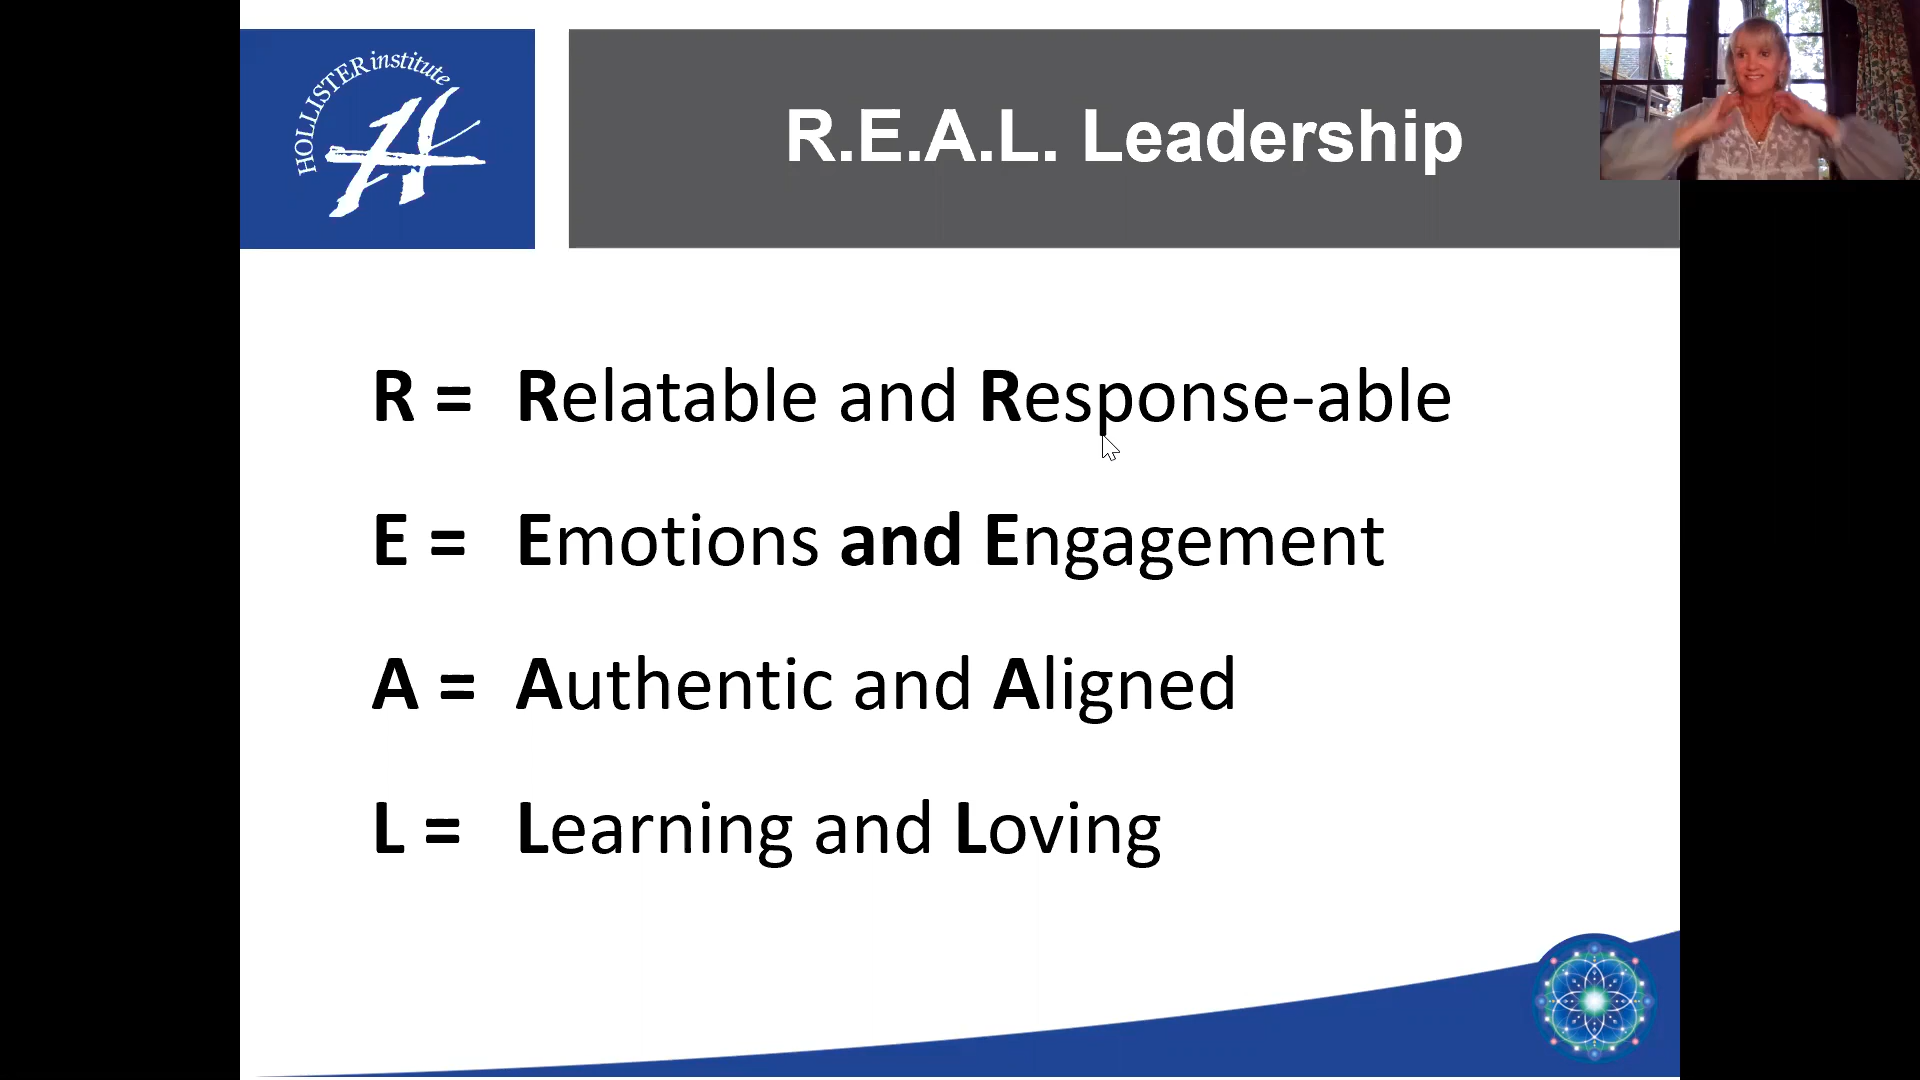 HOLLISTER institute
R.E.A.L. Leadership
R = Relatable and Response-able
E = Emotions and Engagement
A = Authentic and Aligned
L = Learning and Loving